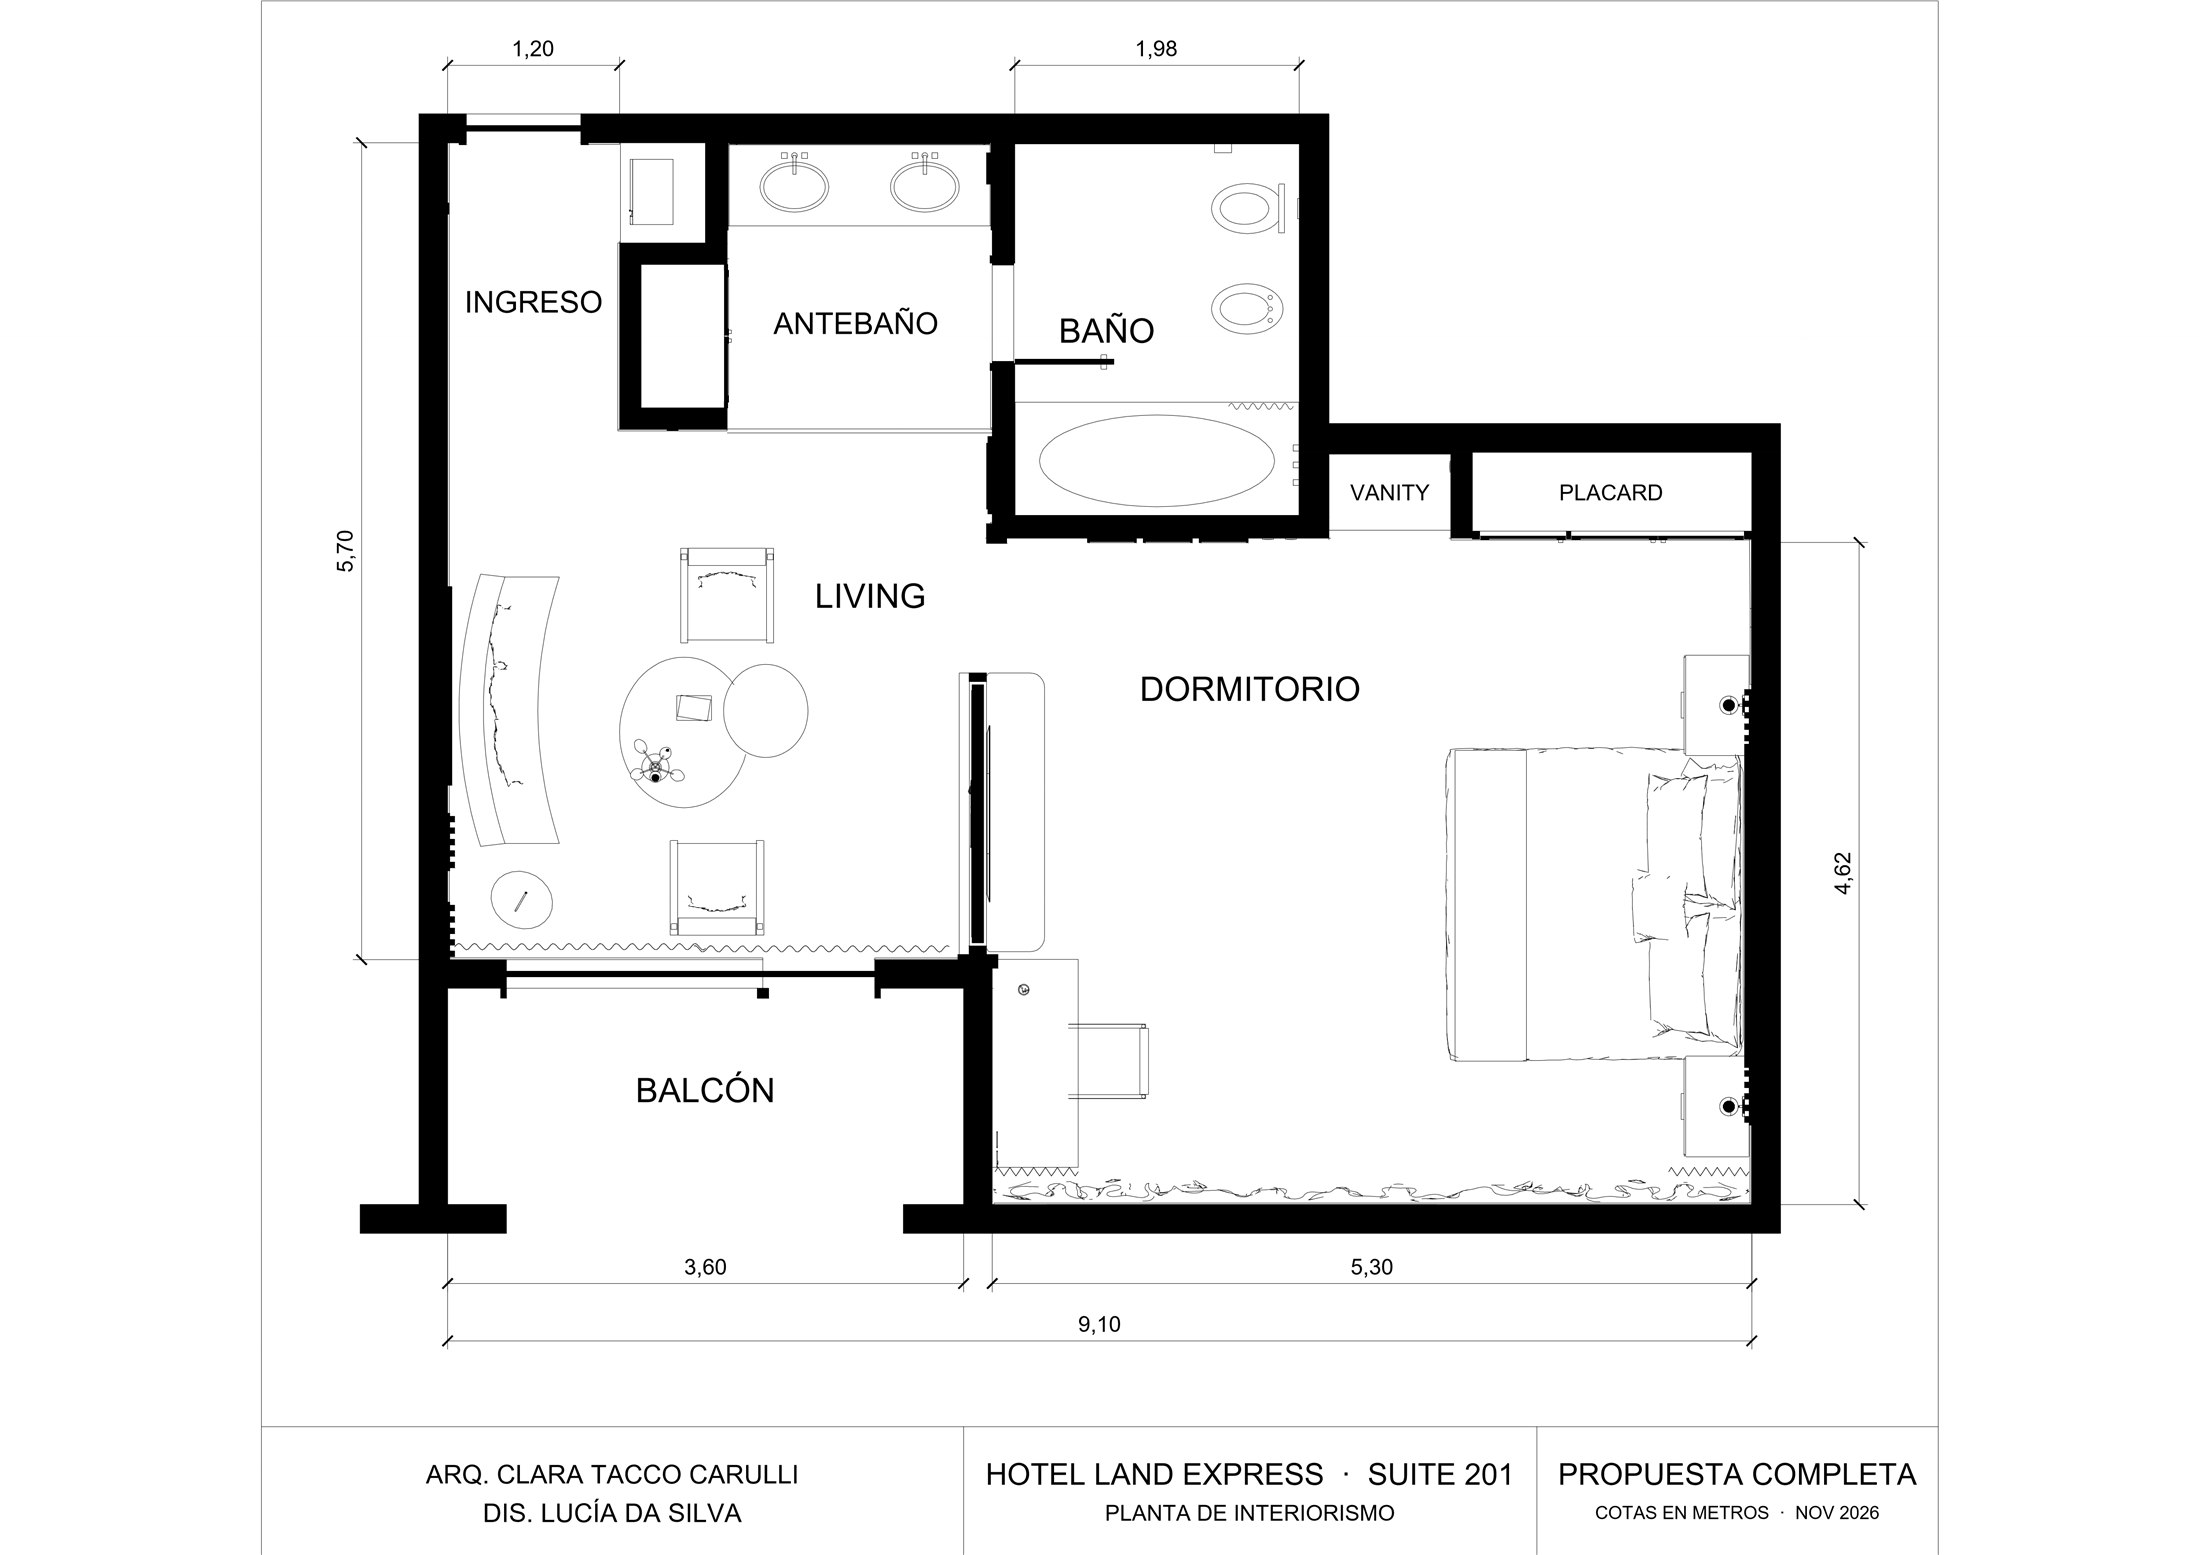 1,20
1,98
INGRESO
ANTEBAÑO
BAÑO
VANITY
PLACARD
5,70
LIVING
DORMITORIO
4,62
BALCÓN
3,60
5,30
9,10
ARQ. CLARA TACCO CARULLI
DIS. LUCÍA DA SILVA
HOTEL LAND EXPRESS · SUITE 201
PLANTA DE INTERIORISMO
PROPUESTA COMPLETA
COTAS EN METROS · NOV 2026